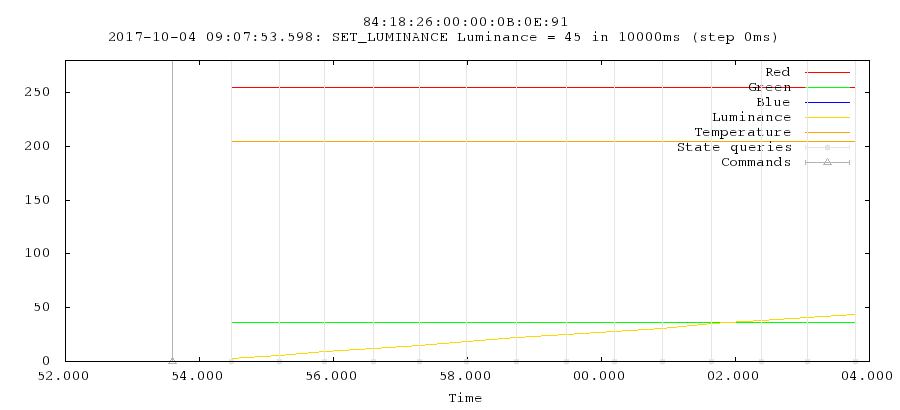 84:18:26:00:00:0B:0E:91
2017-10-04 09:07:53.598: SET_LUMINANCE Luminance = 45 in 10000ms (step 0ms)
250
200
150
100
50
0
Red
Green
Blue
Luminance
Temperature
State queries
Commands
52.000 54.000 56.000 58.000 00.000 02.000 04.000
Time